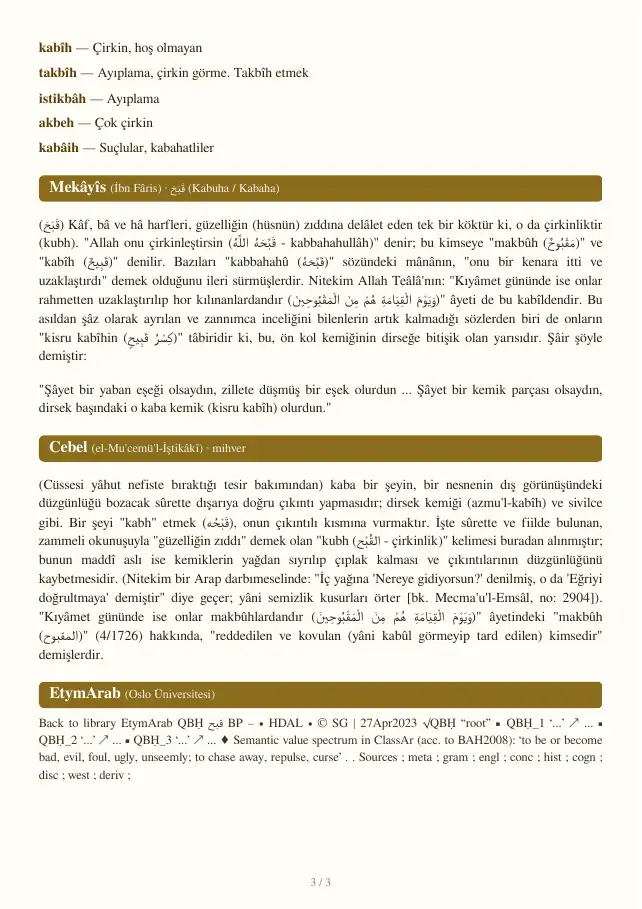 kabîh — Çirkin, hoş olmayan
takbîh — Ayıplama, çirkin görme. Takbîh etmek
istikbâh — Ayıplama
akbeh — Çok çirkin
kabâih — Suçlular, kabahatliler
Mekâyîs (İbn Fâris) · قَبَحَ (Kabuha / Kabaha)
(قَبَحَ) Kâf, bâ ve hâ harfleri, güzelliğin (hüsnün) zıddına delâlet eden tek bir köktür ki, o da çirkinliktir
(kubh). "Allah onu çirkinleştirsin (قَبَّحَهُ اللَّهُ - kabbahahullâh)" denir; bu kimseye "makbûh (مَقْبُوحٌ)" ve
"kabîh (قَبِيحٌ)" denilir. Bazıları "kabbahahû (قَبَّحَهُ)" sözündeki mânânın, "onu bir kenara itti ve
uzaklaştırdı" demek olduğunu ileri sürmüşlerdir. Nitekim Allah Teâlâ'nın: "Kıyâmet gününde ise onlar
rahmetten uzaklaştırılıp hor kılınanlardandır (وَيَوْمَ الْقِيَامَةِ هُمْ مِنَ الْمَقْبُوحِينَ)" âyeti de bu kabîldendir. Bu
asıldan şâz olarak ayrılan ve zannımca inceliğini bilenlerin artık kalmadığı sözlerden biri de onların
"kisru kabîhin (كِسْرُ قَبِيحٍ)" tâbiridir ki, bu, ön kol kemiğinin dirseğe bitişik olan yarısıdır. Şâir şöyle
demiştir:
"Şâyet bir yaban eşeği olsaydın, zillete düşmüş bir eşek olurdun ... Şâyet bir kemik parçası olsaydın,
dirsek başındaki o kaba kemik (kisru kabîh) olurdun."
Cebel (el-Mu'cemü'l-İştikâkî) · mihver
(Cüssesi yâhut nefiste bıraktığı tesir bakımından) kaba bir şeyin, bir nesnenin dış görünüşündeki
düzgünlüğü bozacak sûrette dışarıya doğru çıkıntı yapmasıdır; dirsek kemiği (azmu'l-kabîh) ve sivilce
gibi. Bir şeyi "kabh" etmek (قَبْحُه), onun çıkıntılı kısmına vurmaktır. İşte sûrette ve fiilde bulunan,
zammeli okunuşuyla "güzelliğin zıddı" demek olan "kubh (القُبْح - çirkinlik)" kelimesi buradan alınmıştır;
bunun maddî aslı ise kemiklerin yağdan sıyrılıp çıplak kalması ve çıkıntılarının düzgünlüğünü
kaybetmesidir. (Nitekim bir Arap darbımeselinde: "İç yağına 'Nereye gidiyorsun?' denilmiş, o da 'Eğriyi
doğrultmaya' demiştir" diye geçer; yâni semizlik kusurları örter [bk. Mecma'u'l-Emsâl, no: 2904]).
"Kıyâmet gününde ise onlar makbûhlardandır (وَيَوْمَ الْقِيَامَةِ هُمْ مِنَ الْمَقْبُوحِينَ)" âyetindeki "makbûh
(المقبوح)" (4/1726) hakkında, "reddedilen ve kovulan (yâni kabûl görmeyip tard edilen) kimsedir"
demişlerdir.
EtymArab (Oslo Üniversitesi)
Back to library EtymArab QBḤ قبح BP – • HDAL • © SG | 27Apr2023 √QBḤ “root” ▪ QBḤ_1 ‘...’ ↗ ... ▪
QBḤ_2 ‘...’ ↗ ... ▪ QBḤ_3 ‘...’ ↗ ... ♦ Semantic value spectrum in ClassAr (acc. to BAH2008): ‘to be or become
bad, evil, foul, ugly, unseemly; to chase away, repulse, curse’ . . Sources ; meta ; gram ; engl ; conc ; hist ; cogn ;
disc ; west ; deriv ;
3 / 3